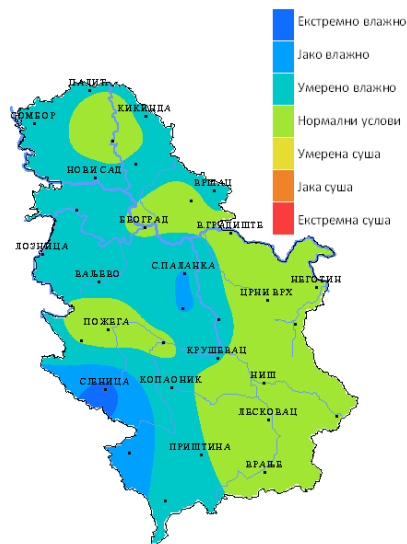 Екстремно влажно
Јако влажно
Умерено влажно
Нормални услови
Умерена суша
Јака суша
Екстремна суша
ПАЛИЋ
СОМБОР
КИКИНДА
НОВИ САД
ВРШАЦ
БЕОГРАД
В.ГРАДИШТЕ
ЛОЗНИЦА
ВАЉЕВО
С.ПАЛАНКА
НЕГОТИН
ЦРНИ ВРХ
ПОЖЕГА
КРУШЕВАЦ
СЈЕНИЦА
КОПАОНИК
НИШ
ЛЕСКОВАЦ
ПРИШТИНА
ВРАЊЕ